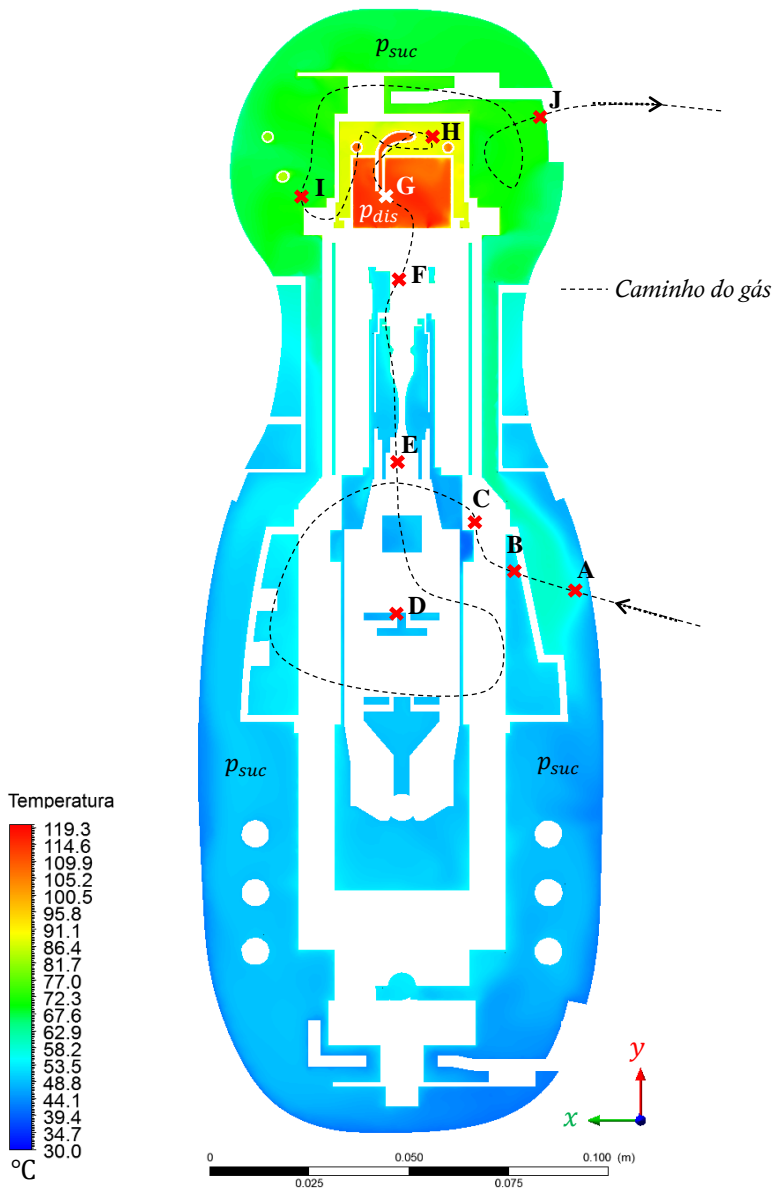 p_suc
J
H
I
G
p_dis
F
Caminho do gás
E
C
B
A
D
p_suc
p_suc
Temperatura
119.3
114.6
109.9
105.2
100.5
95.8
91.1
86.4
81.7
77.0
72.3
67.6
62.9
58.2
53.5
48.8
44.1
39.4
34.7
30.0
°C
y
x
0 0.050 0.100 (m)
0.025 0.075